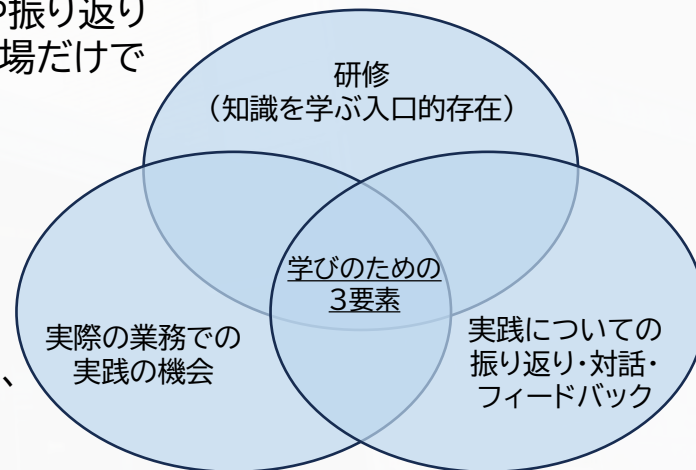 や振り返り
場だけで
研修
（知識を学ぶ入口的存在）
学びのための
３要素
実際の業務での
実践の機会
実践についての
振り返り・対話・
フィードバック
、